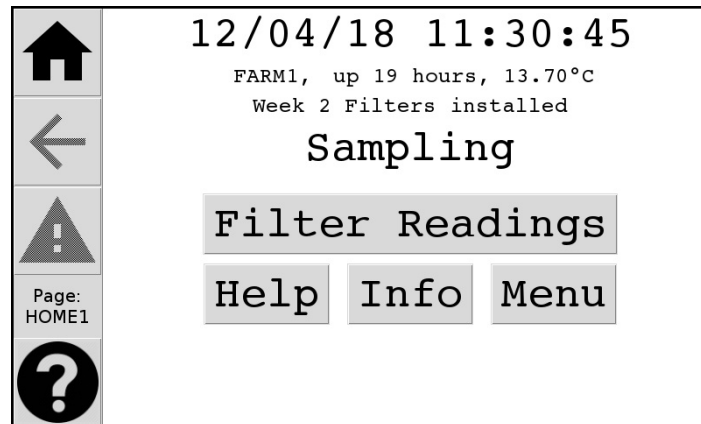 12/04/18 11:30:45
FARM1, up 19 hours, 13.70°C
Week 2 Filters installed
Sampling
Filter Readings
Help Info Menu
Page:
HOME1